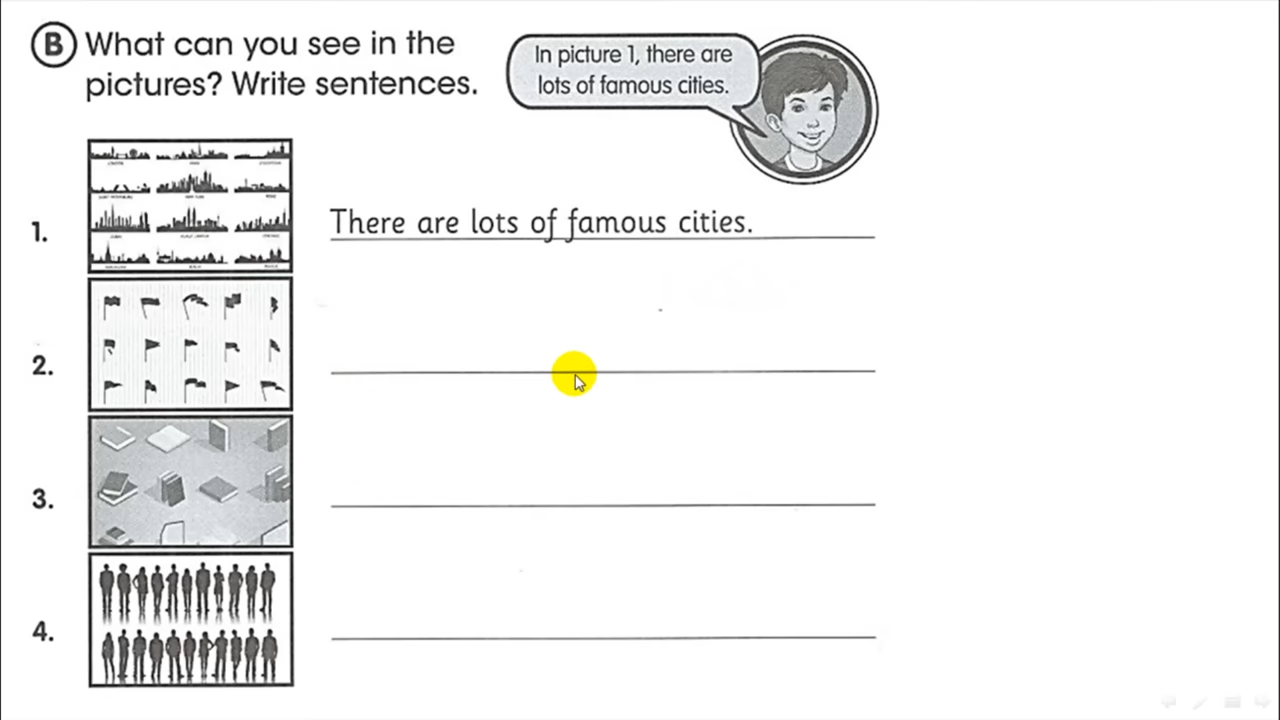 B What can you see in the
pictures? Write sentences.
In picture 1, there are
lots of famous cities.
1.
There are lots of famous cities.
2.
3.
4.